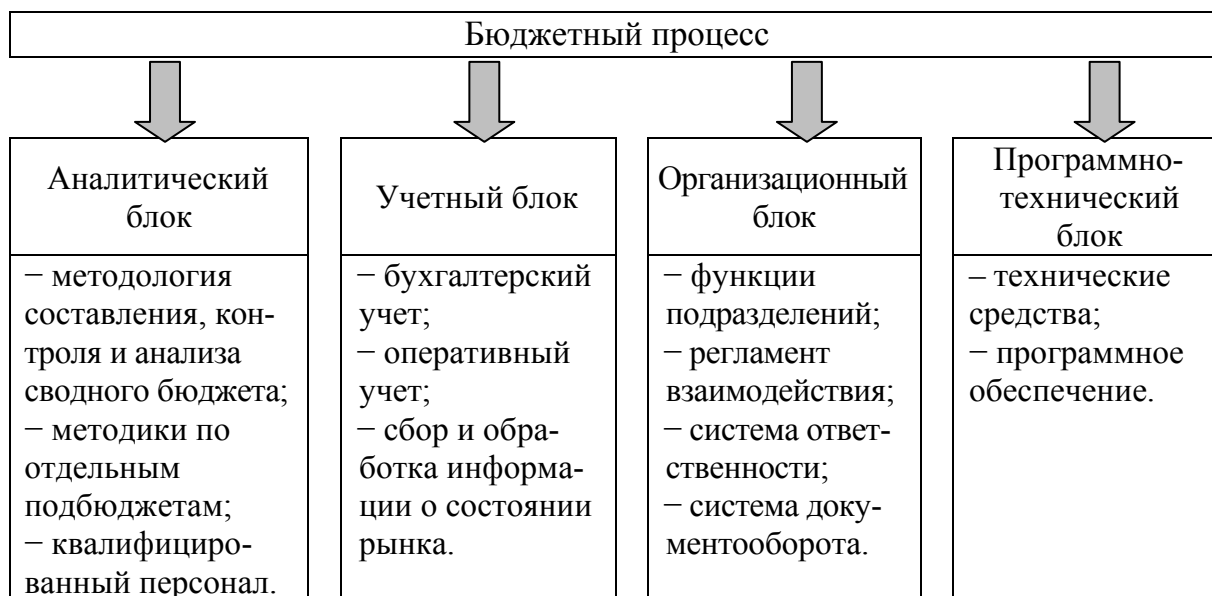 Бюджетный процесс
Аналитический
блок
− методология
составления, кон-
троля и анализа
сводного бюджета;
− методики по
отдельным
подбюджетам;
− квалифициро-
ванный персонал.
Учетный блок
− бухгалтерский
учет;
− оперативный
учет;
− сбор и обра-
ботка информа-
ции о состоянии
рынка.
Организационный
блок
− функции
подразделений;
− регламент
взаимодействия;
− система ответ-
ственности;
− система доку-
ментооборота.
Программно-
технический
блок
– технические
средства;
− программное
обеспечение.